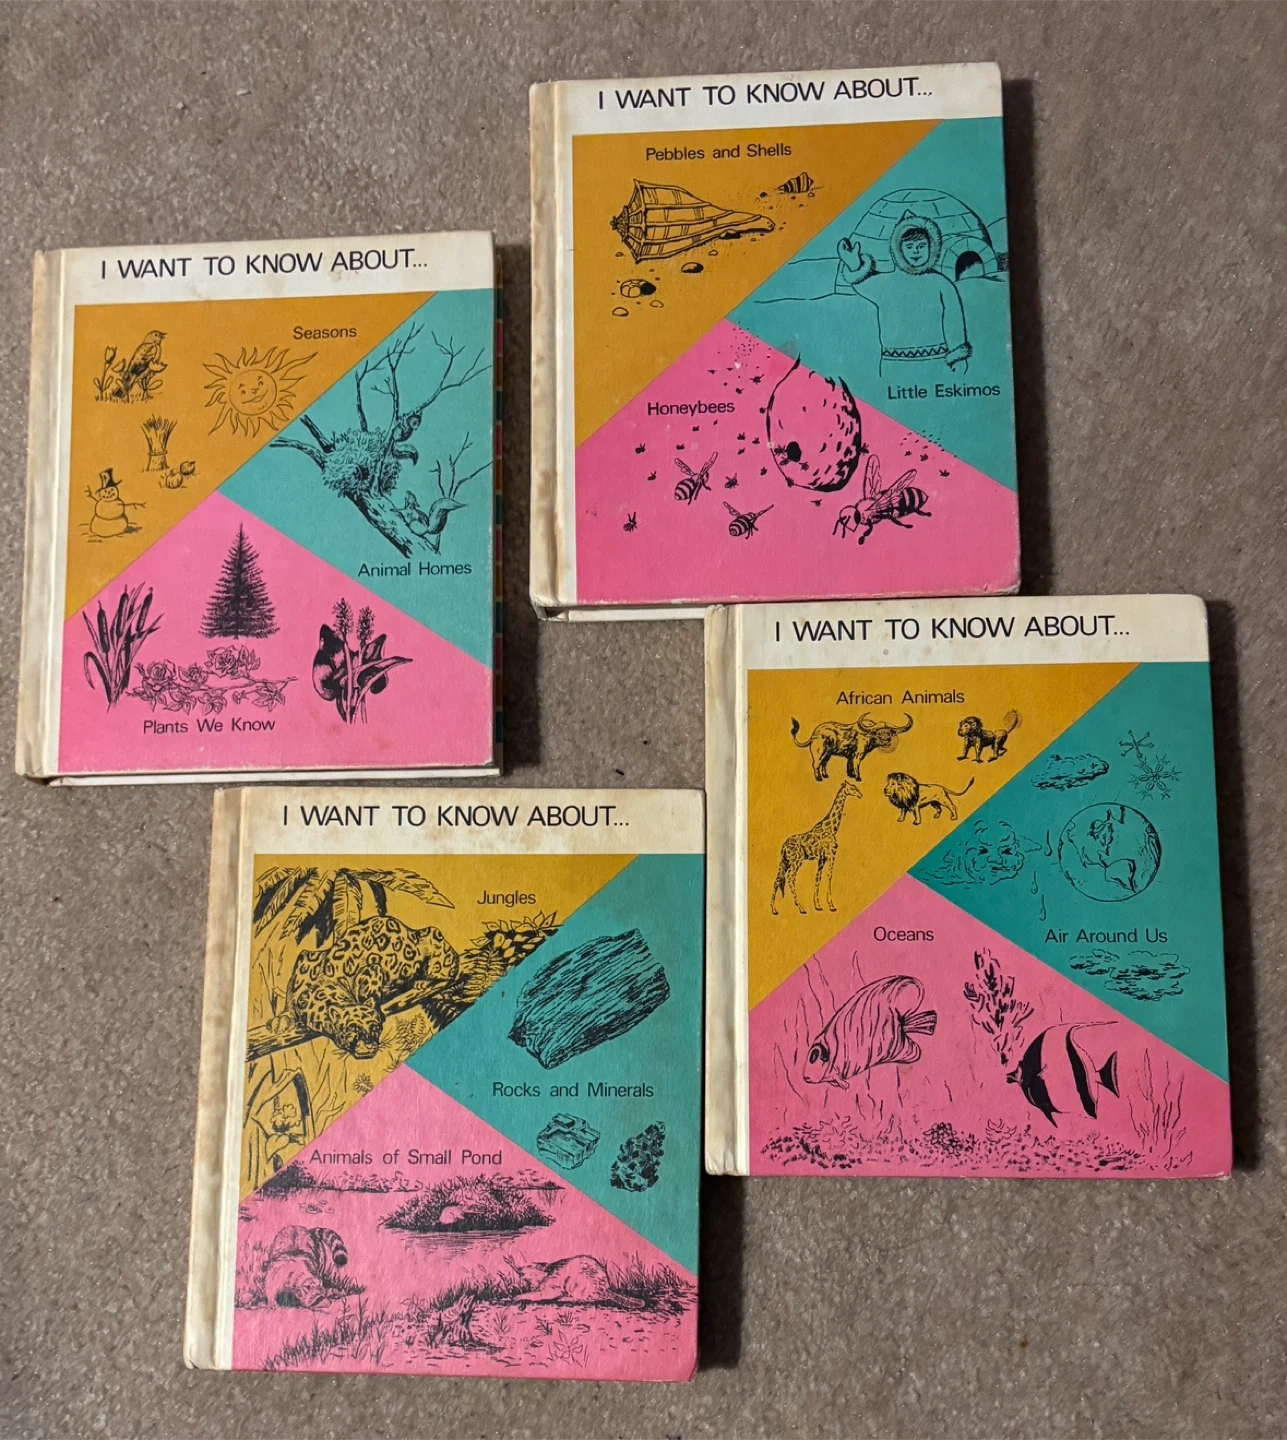 I WANT TO KNOW ABOUT...
Pebbles and Shells
Little Eskimos
Honeybees
I WANT TO KNOW ABOUT...
Seasons
Animal Homes
Plants We Know
I WANT TO KNOW ABOUT...
African Animals
Oceans
Air Around Us
I WANT TO KNOW ABOUT...
Jungles
Rocks and Minerals
Animals of Small Pond